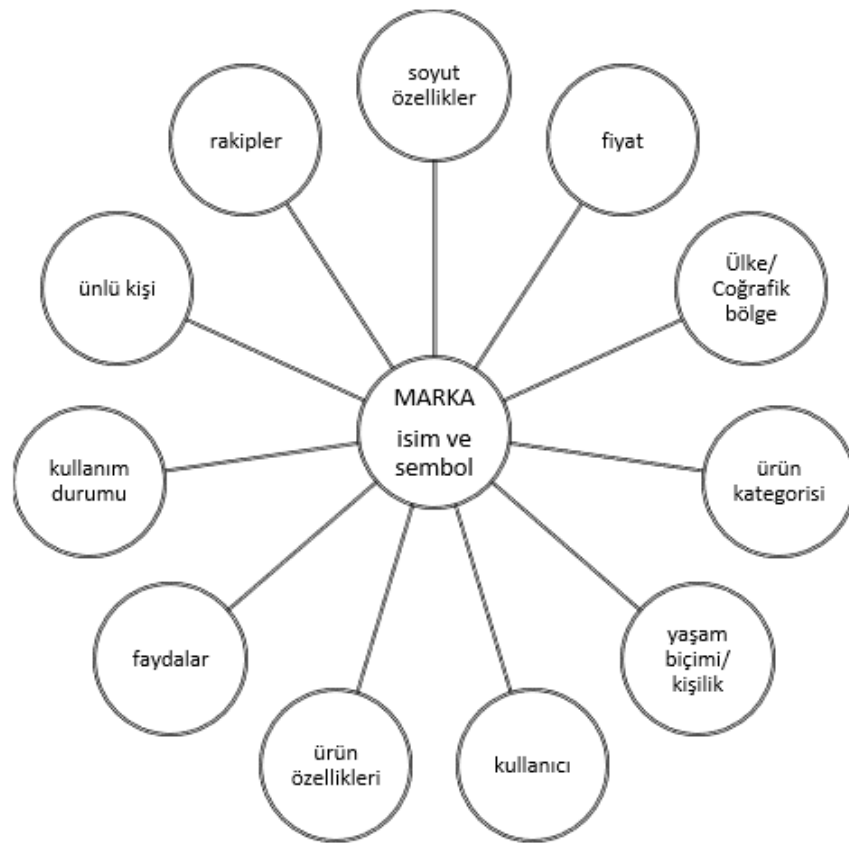 soyut
özellikler
fiyat
Ülke/
Coğrafik
bölge
ürün
kategorisi
yaşam
biçimi/
kişilik
kullanıcı
ürün
özellikleri
faydalar
kullanım
durumu
ünlü kişi
rakipler
MARKA
isim ve
sembol